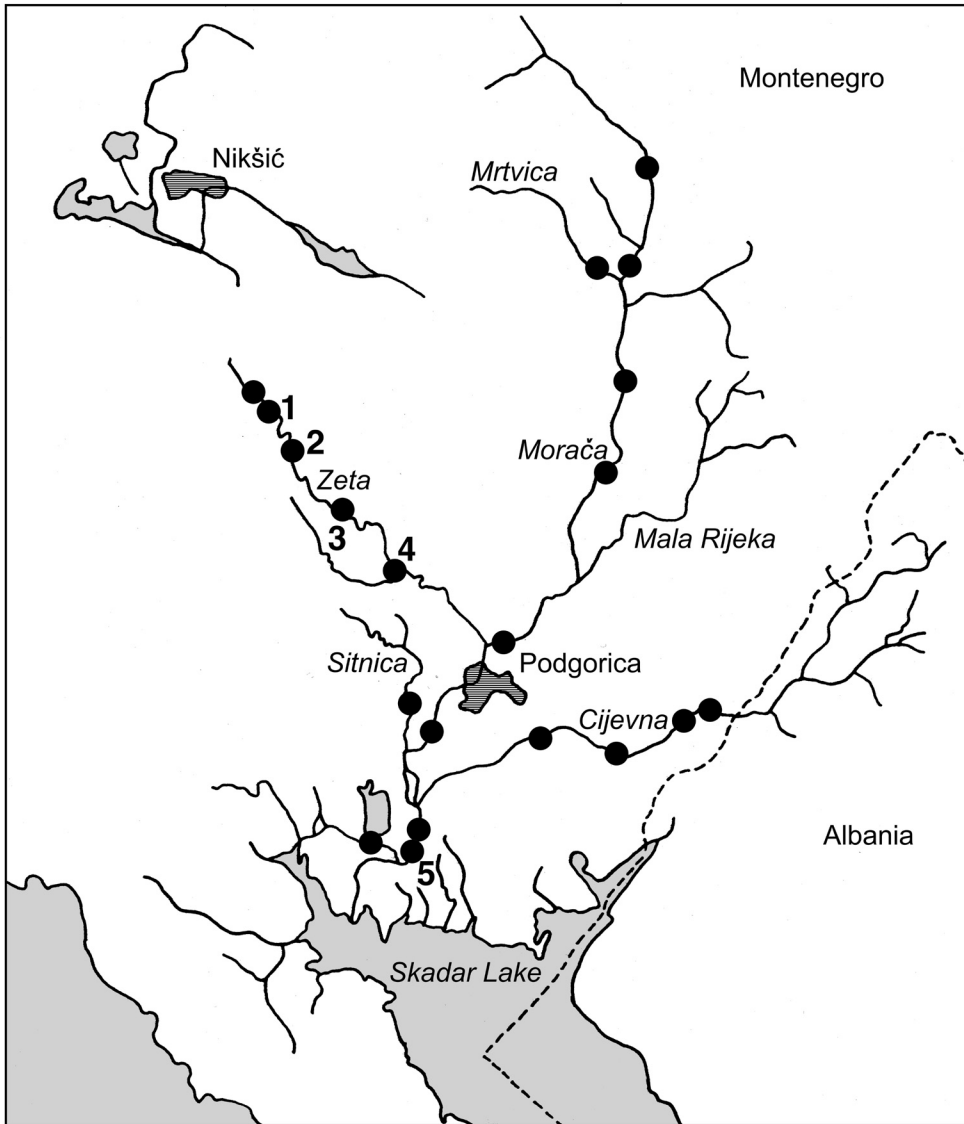 Montenegro
Nikšić
Mrtvica
1
2
Zeta
Morača
3
4
Mala Rijeka
Sitnica
Podgorica
Cijevna
Albania
5
Skadar Lake